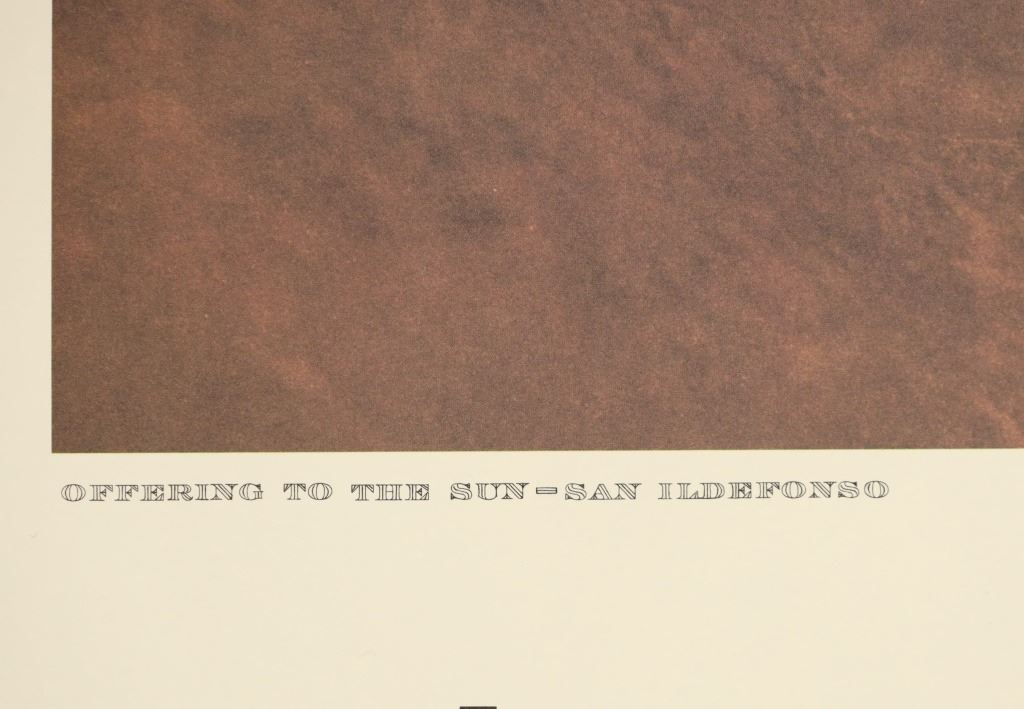 OFFERING TO THE SUN-SAN ILDEFONSO